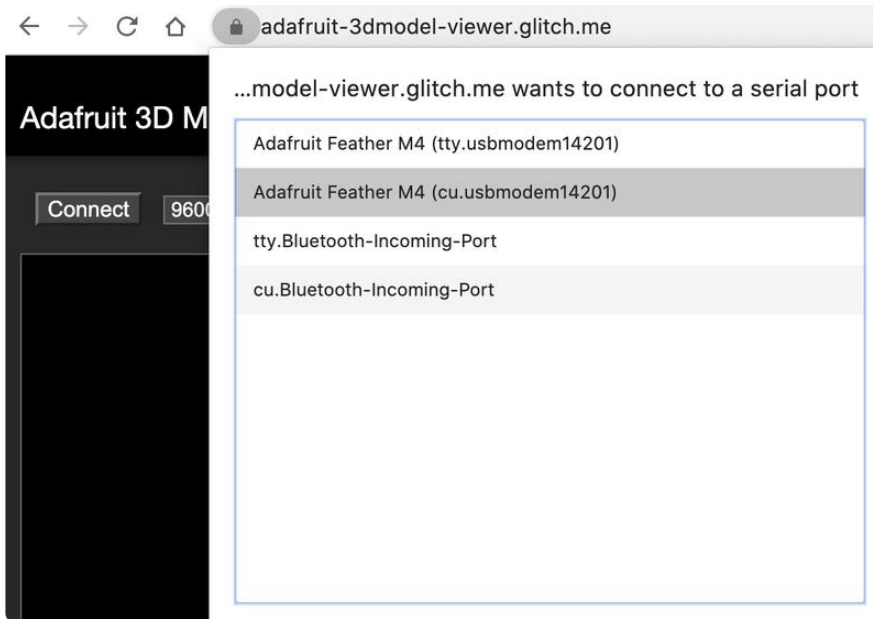 adafruit-3dmodel-viewer.glitch.me
...model-viewer.glitch.me wants to connect to a serial port
Adafruit 3D M
Adafruit Feather M4 (tty.usbmodem14201)
Adafruit Feather M4 (cu.usbmodem14201)
Connect 960
tty.Bluetooth-Incoming-Port
cu.Bluetooth-Incoming-Port